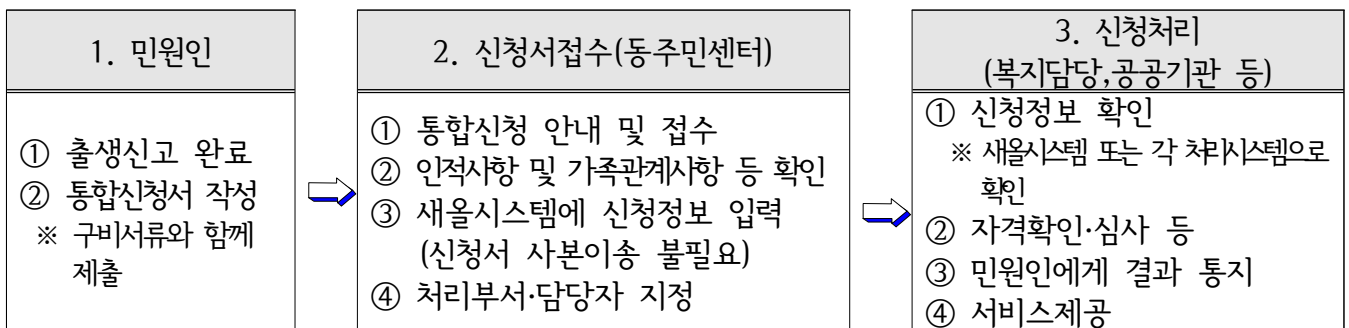 1. 민원인
① 출생신고 완료
② 통합신청서 작성
※ 구비서류와 함께
제출
2. 신청서접수(동주민센터)
① 통합신청 안내 및 접수
② 인적사항 및 가족관계사항 등 확인
③ 새올시스템에 신청정보 입력
(신청서 사본이송 불필요)
④ 처리부서·담당자 지정
3. 신청처리
(복지담당,공공기관 등)
① 신청정보 확인
※ 새올시스템 또는 각 처리시스템으로
확인
② 자격확인·심사 등
③ 민원인에게 결과 통지
④ 서비스제공